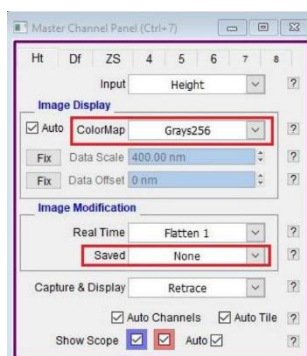 Master Channel Panel (Ctrl+7)
Ht Df ZS 4 5 6 7 8
Input Height ?
Image Display
Auto ColorMap Grays256 ?
Fix Data Scale 400.00 nm ?
Fix Data Offset 0 nm ?
Image Modification
Real Time Flatten 1 ?
Saved None ?
Capture & Display Retrace ?
Auto Channels Auto Tile ?
Show Scope Auto ?